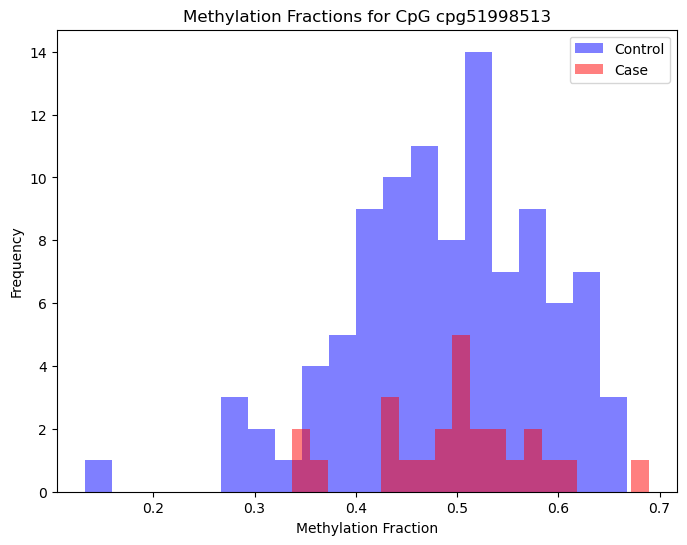 Methylation Fractions for CpG cpg51998513
Control
Case
14
12
10
8
6
4
2
0
Frequency
0.2 0.3 0.4 0.5 0.6 0.7
Methylation Fraction